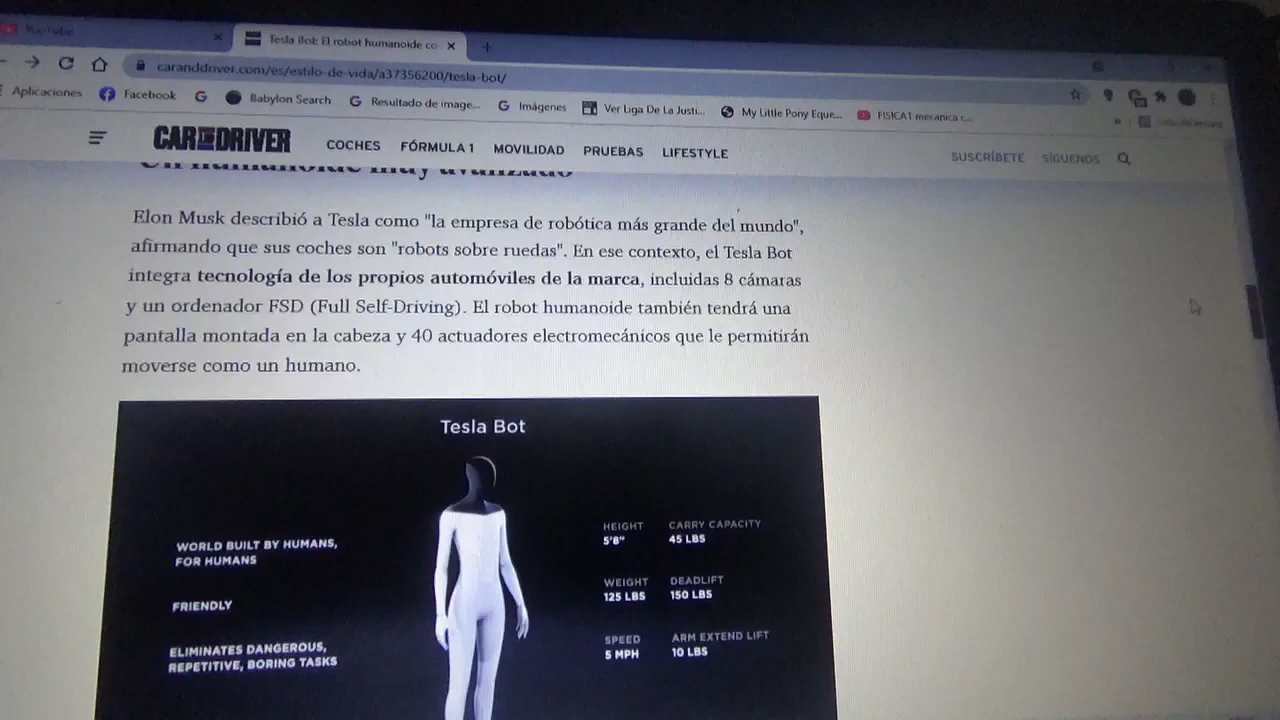 YouTube
Tesla Bot: El robot humanoide co
caranddriver.com/es/estilo-de-vida/a37356200/tesla-bot/
Aplicaciones Facebook Babylon Search Resultado de image... Imágenes Ver Liga De La Justi... My Little Pony Eque... FISICA1 mecanica c... »
CAR AND DRIVER COCHES FÓRMULA 1 MOVILIDAD PRUEBAS LIFESTYLE SUSCRÍBETE SÍGUENOS
Un humanoide muy avanzado
Elon Musk describió a Tesla como "la empresa de robótica más grande del mundo",
afirmando que sus coches son "robots sobre ruedas". En ese contexto, el Tesla Bot
integra tecnología de los propios automóviles de la marca, incluidas 8 cámaras
y un ordenador FSD (Full Self-Driving). El robot humanoide también tendrá una
pantalla montada en la cabeza y 40 actuadores electromecánicos que le permitirán
moverse como un humano.
Tesla Bot
WORLD BUILT BY HUMANS,
FOR HUMANS
FRIENDLY
ELIMINATES DANGEROUS,
REPETITIVE, BORING TASKS
HEIGHT CARRY CAPACITY
5'8" 45 LBS
WEIGHT DEADLIFT
125 LBS 150 LBS
SPEED ARM EXTEND LIFT
5 MPH 10 LBS